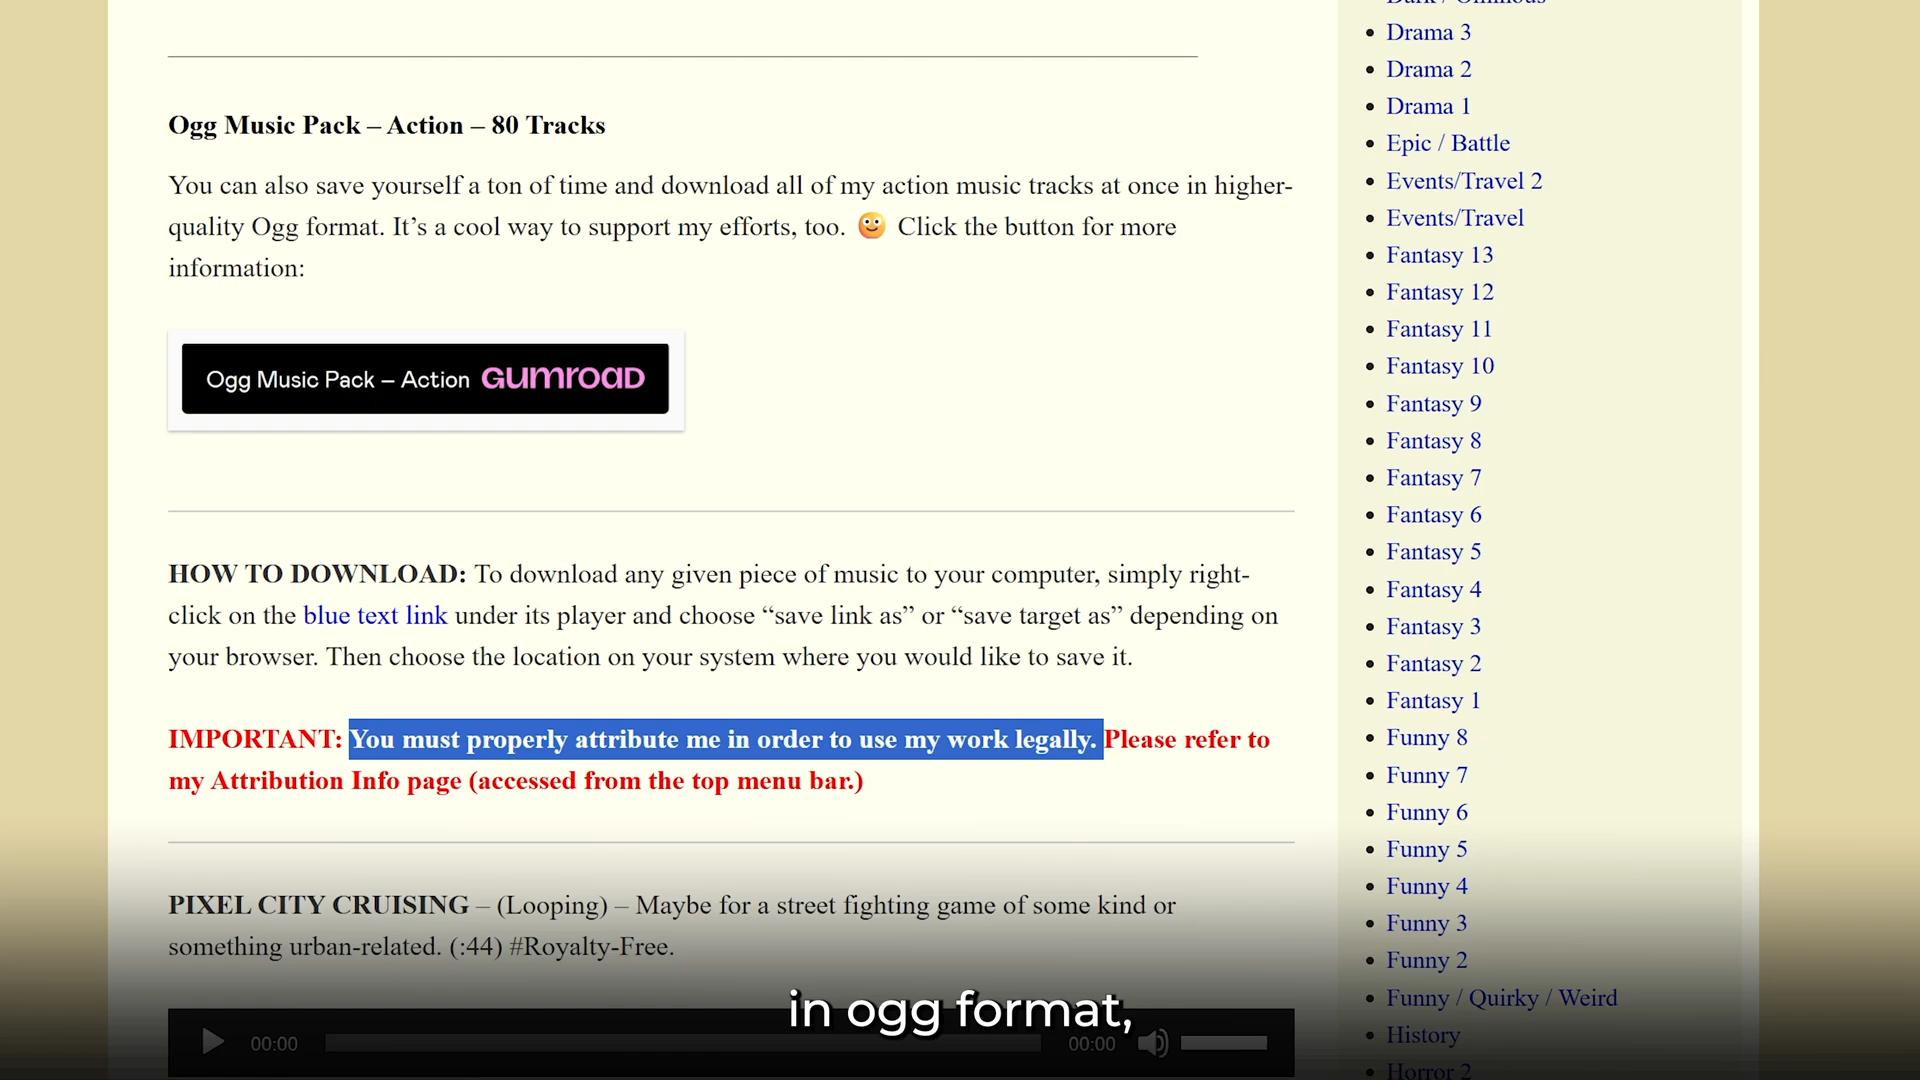 Ogg Music Pack – Action – 80 Tracks
You can also save yourself a ton of time and download all of my action music tracks at once in higher-
quality Ogg format. It’s a cool way to support my efforts, too. 🙂 Click the button for more
information:
Ogg Music Pack – Action GUMROAD
HOW TO DOWNLOAD: To download any given piece of music to your computer, simply right-
click on the blue text link under its player and choose “save link as” or “save target as” depending on
your browser. Then choose the location on your system where you would like to save it.
IMPORTANT: You must properly attribute me in order to use my work legally. Please refer to
my Attribution Info page (accessed from the top menu bar.)
PIXEL CITY CRUISING – (Looping) – Maybe for a street fighting game of some kind or
something urban-related. (:44) #Royalty-Free.
00:00 00:00
in ogg format,
Dark / Ominous
Drama 3
Drama 2
Drama 1
Epic / Battle
Events/Travel 2
Events/Travel
Fantasy 13
Fantasy 12
Fantasy 11
Fantasy 10
Fantasy 9
Fantasy 8
Fantasy 7
Fantasy 6
Fantasy 5
Fantasy 4
Fantasy 3
Fantasy 2
Fantasy 1
Funny 8
Funny 7
Funny 6
Funny 5
Funny 4
Funny 3
Funny 2
Funny / Quirky / Weird
History
Horror 2